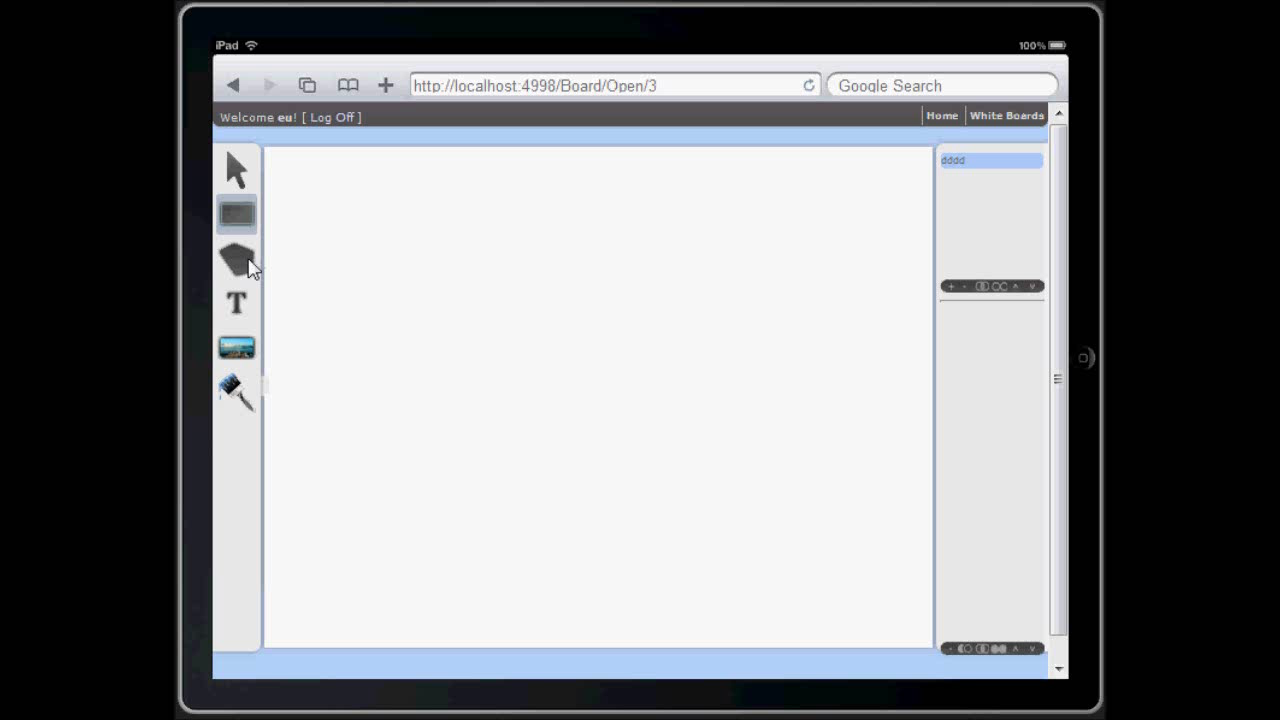 iPad
100%
http://localhost:4998/Board/Open/3
Google Search
Welcome eu! [ Log Off ]
Home
White Boards
dddd
T